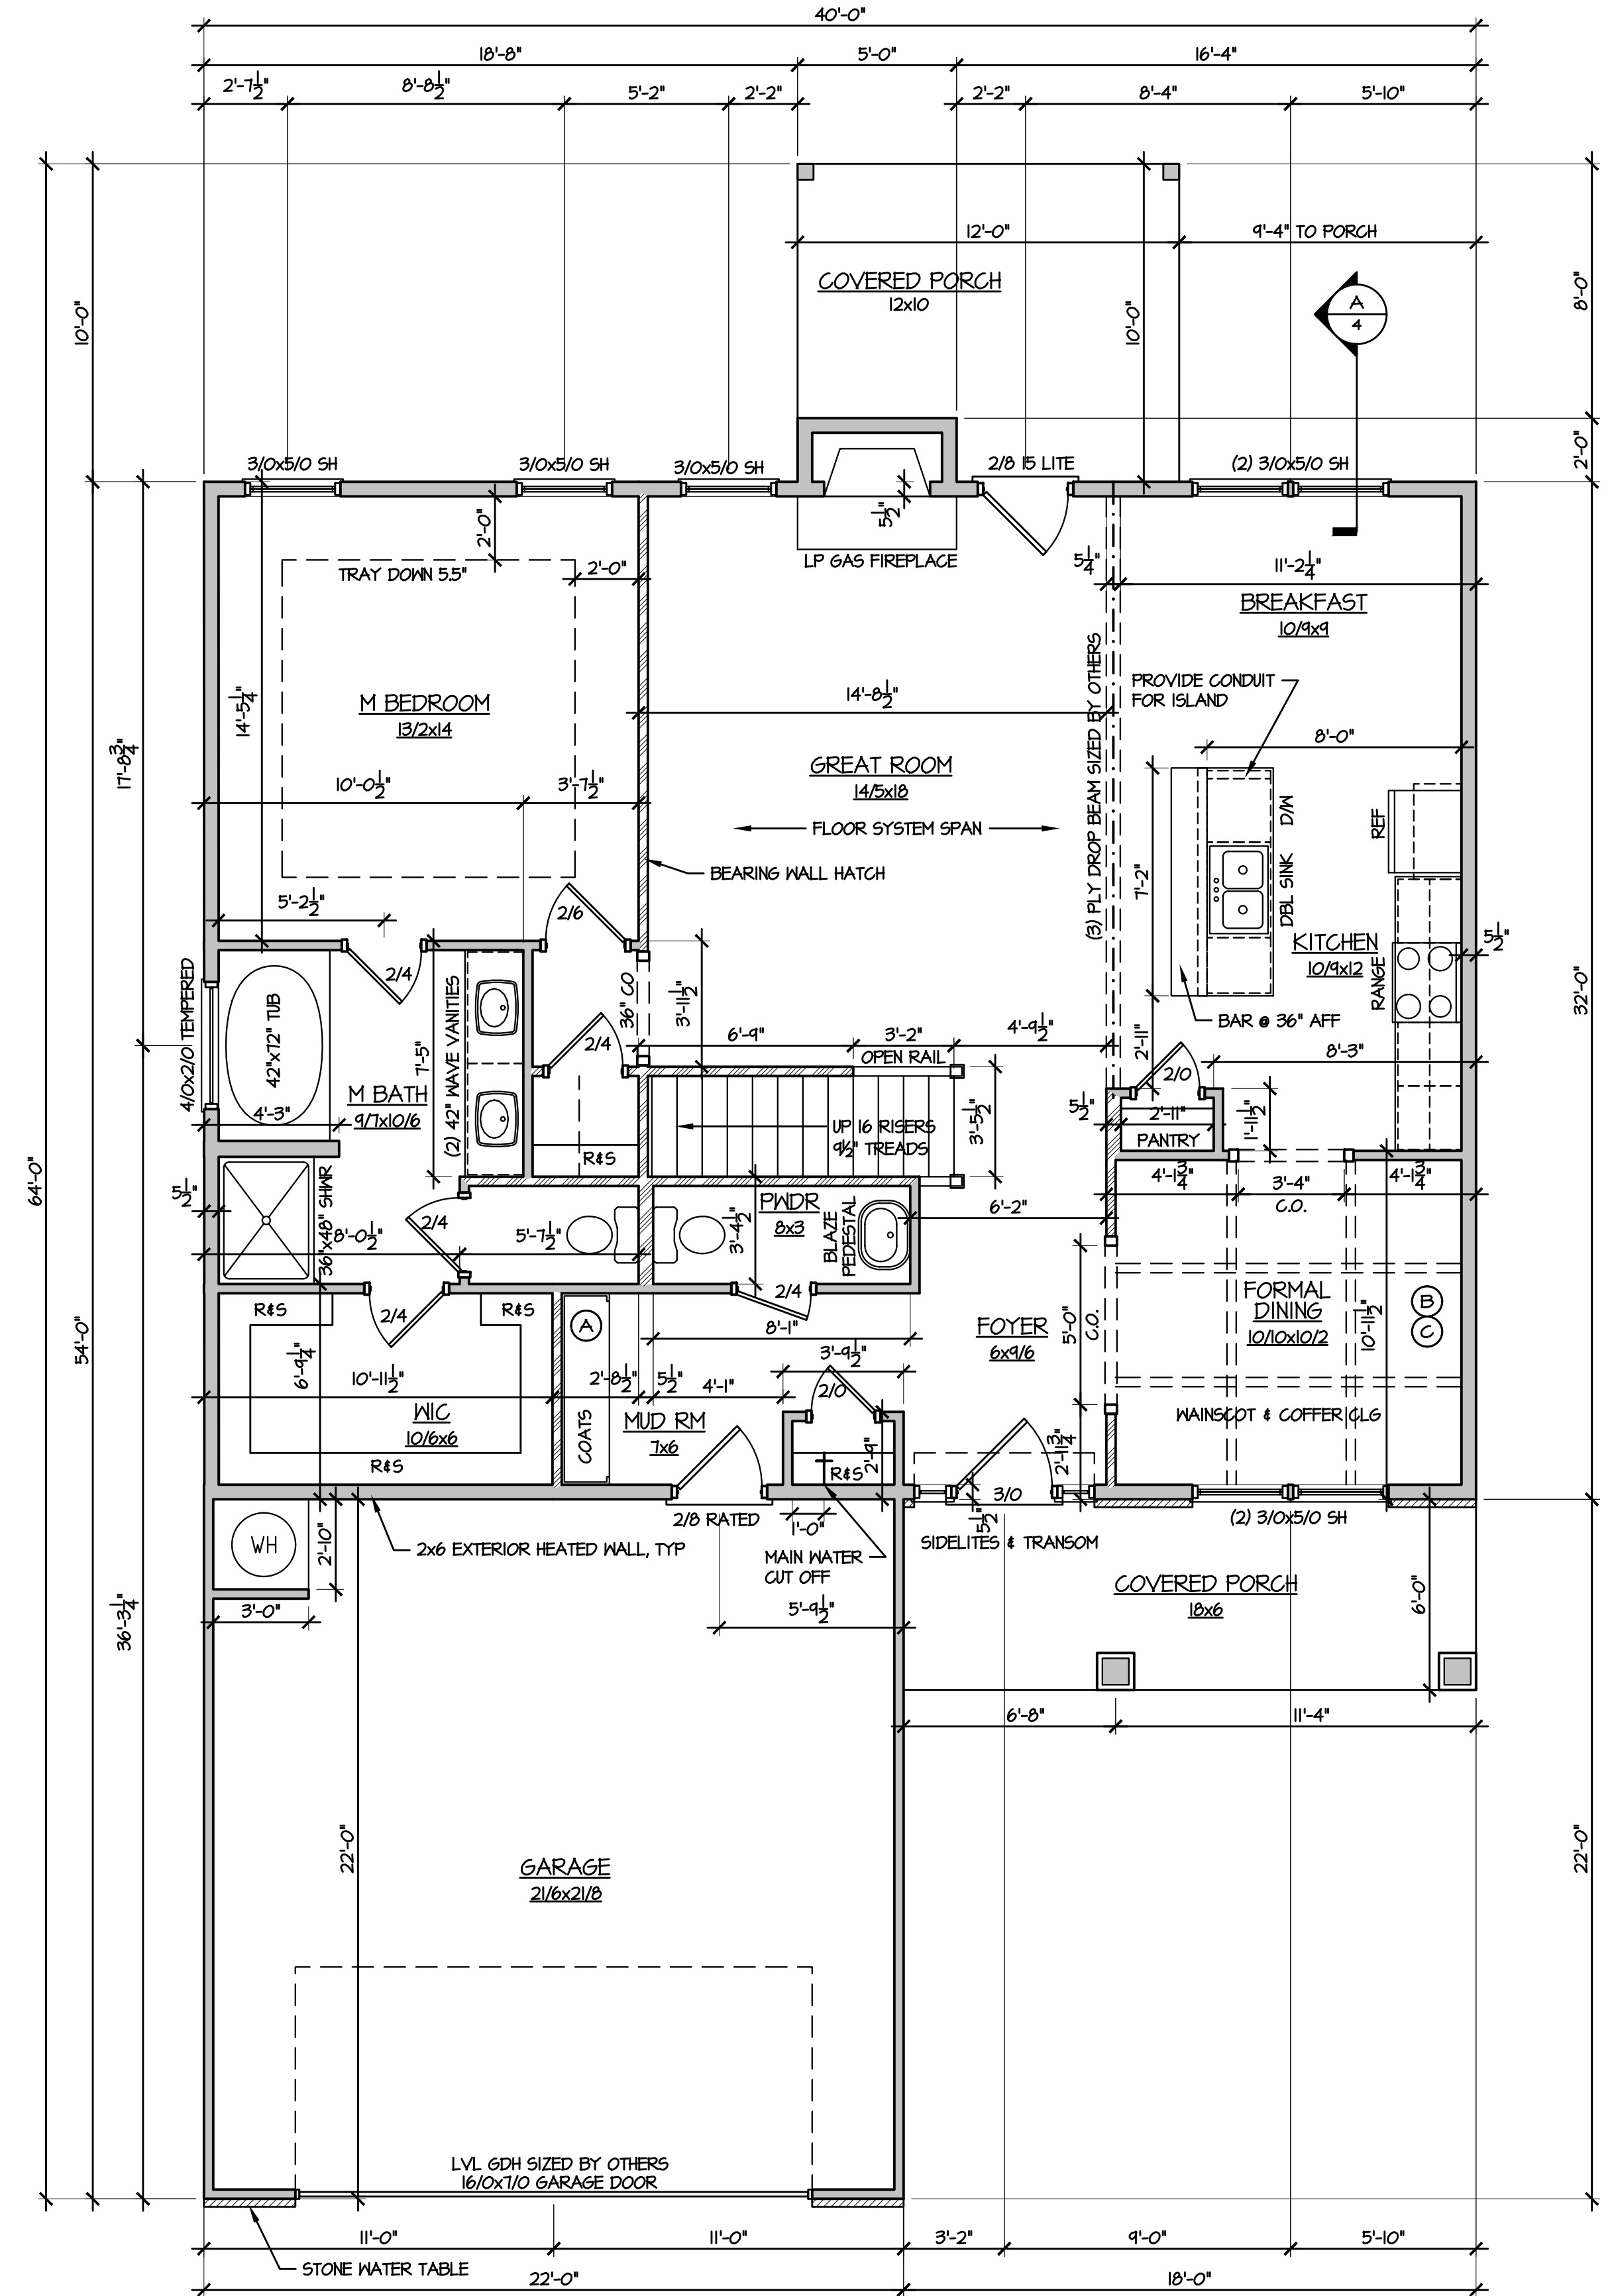 40'-0"
18'-8" 5'-0" 16'-4"
2'-7 1/2" 8'-8 1/2" 5'-2" 2'-2" 2'-2" 8'-4" 5'-10"
12'-0" 9'-4" TO PORCH
COVERED PORCH
12x10
10'-0"
10'-0"
8'-0"
2'-0"
A
4
3/0x5/0 SH 3/0x5/0 SH 3/0x5/0 SH 2/8 15 LITE (2) 3/0x5/0 SH
2'-0"
5 1/2"
LP GAS FIREPLACE
TRAY DOWN 5.5" 2'-0"
5 1/4" 11'-2 1/4"
BREAKFAST
10/9x9
(3) PLY DROP BEAM SIZED BY OTHERS
PROVIDE CONDUIT
FOR ISLAND
M BEDROOM
13/2x14
14'-5 1/4"
17'-8 3/4"
14'-8 1/2"
8'-0"
GREAT ROOM
14/5x18
10'-0 1/2" 3'-7 1/2"
FLOOR SYSTEM SPAN
BEARING WALL HATCH
D/W
REF
7'-2"
DBL SINK
5'-2 1/2"
2/6
2/4
KITCHEN
10/9x12
5 1/2"
RANGE
BAR @ 36" AFF
4/0x2/0 TEMPERED
42"x72" TUB
7'-5"
(2) 42" WAVE VANITIES
36" CO
3'-11 1/2"
2/4
6'-9" 3'-2" 4'-9 1/2"
OPEN RAIL
2'-11"
8'-3"
2/0
32'-0"
M BATH
9/7x10/6
4'-3"
UP 16 RISERS
9 1/2" TREADS
3'-5 1/2"
5 1/2" 2'-11"
PANTRY
1'-11 1/2"
R&S
64'-0"
54'-0"
5 1/2"
36"x48" SHWR
2/4
8'-0 1/2" 5'-7 1/2"
3'-4 1/2"
PWDR
8x3
BLAZE
PEDESTAL
6'-2"
4'-1 3/4" 3'-4" 4'-1 3/4"
C.O.
R&S 2/4 R&S
A
2/4
8'-1"
FOYER
6x9/6
5'-0"
C.O.
FORMAL
DINING
10/10x10/2
10'-11 1/2"
B
C
6'-9 1/4"
10'-11 1/2" 2'-8 1/2" 5 1/2" 4'-1"
3'-9 1/2"
2/0
WIC
10/6x6
R&S
COATS
MUD RM
7x6
2'-9"
R&S
2'-11 3/4"
WAINSCOT & COFFER CLG
3/0
5 1/2"
2/8 RATED
1'-0"
(2) 3/0x5/0 SH
SIDELITES & TRANSOM
WH
2'-10"
2x6 EXTERIOR HEATED WALL, TYP
MAIN WATER
CUT OFF
COVERED PORCH
18x6
6'-0"
3'-0"
5'-9 1/2"
36'-3 1/4"
6'-8" 11'-4"
22'-0"
22'-0"
GARAGE
21/6x21/8
LVL GDH SIZED BY OTHERS
16/0x7/0 GARAGE DOOR
11'-0" 11'-0" 3'-2" 9'-0" 5'-10"
STONE WATER TABLE
22'-0" 18'-0"